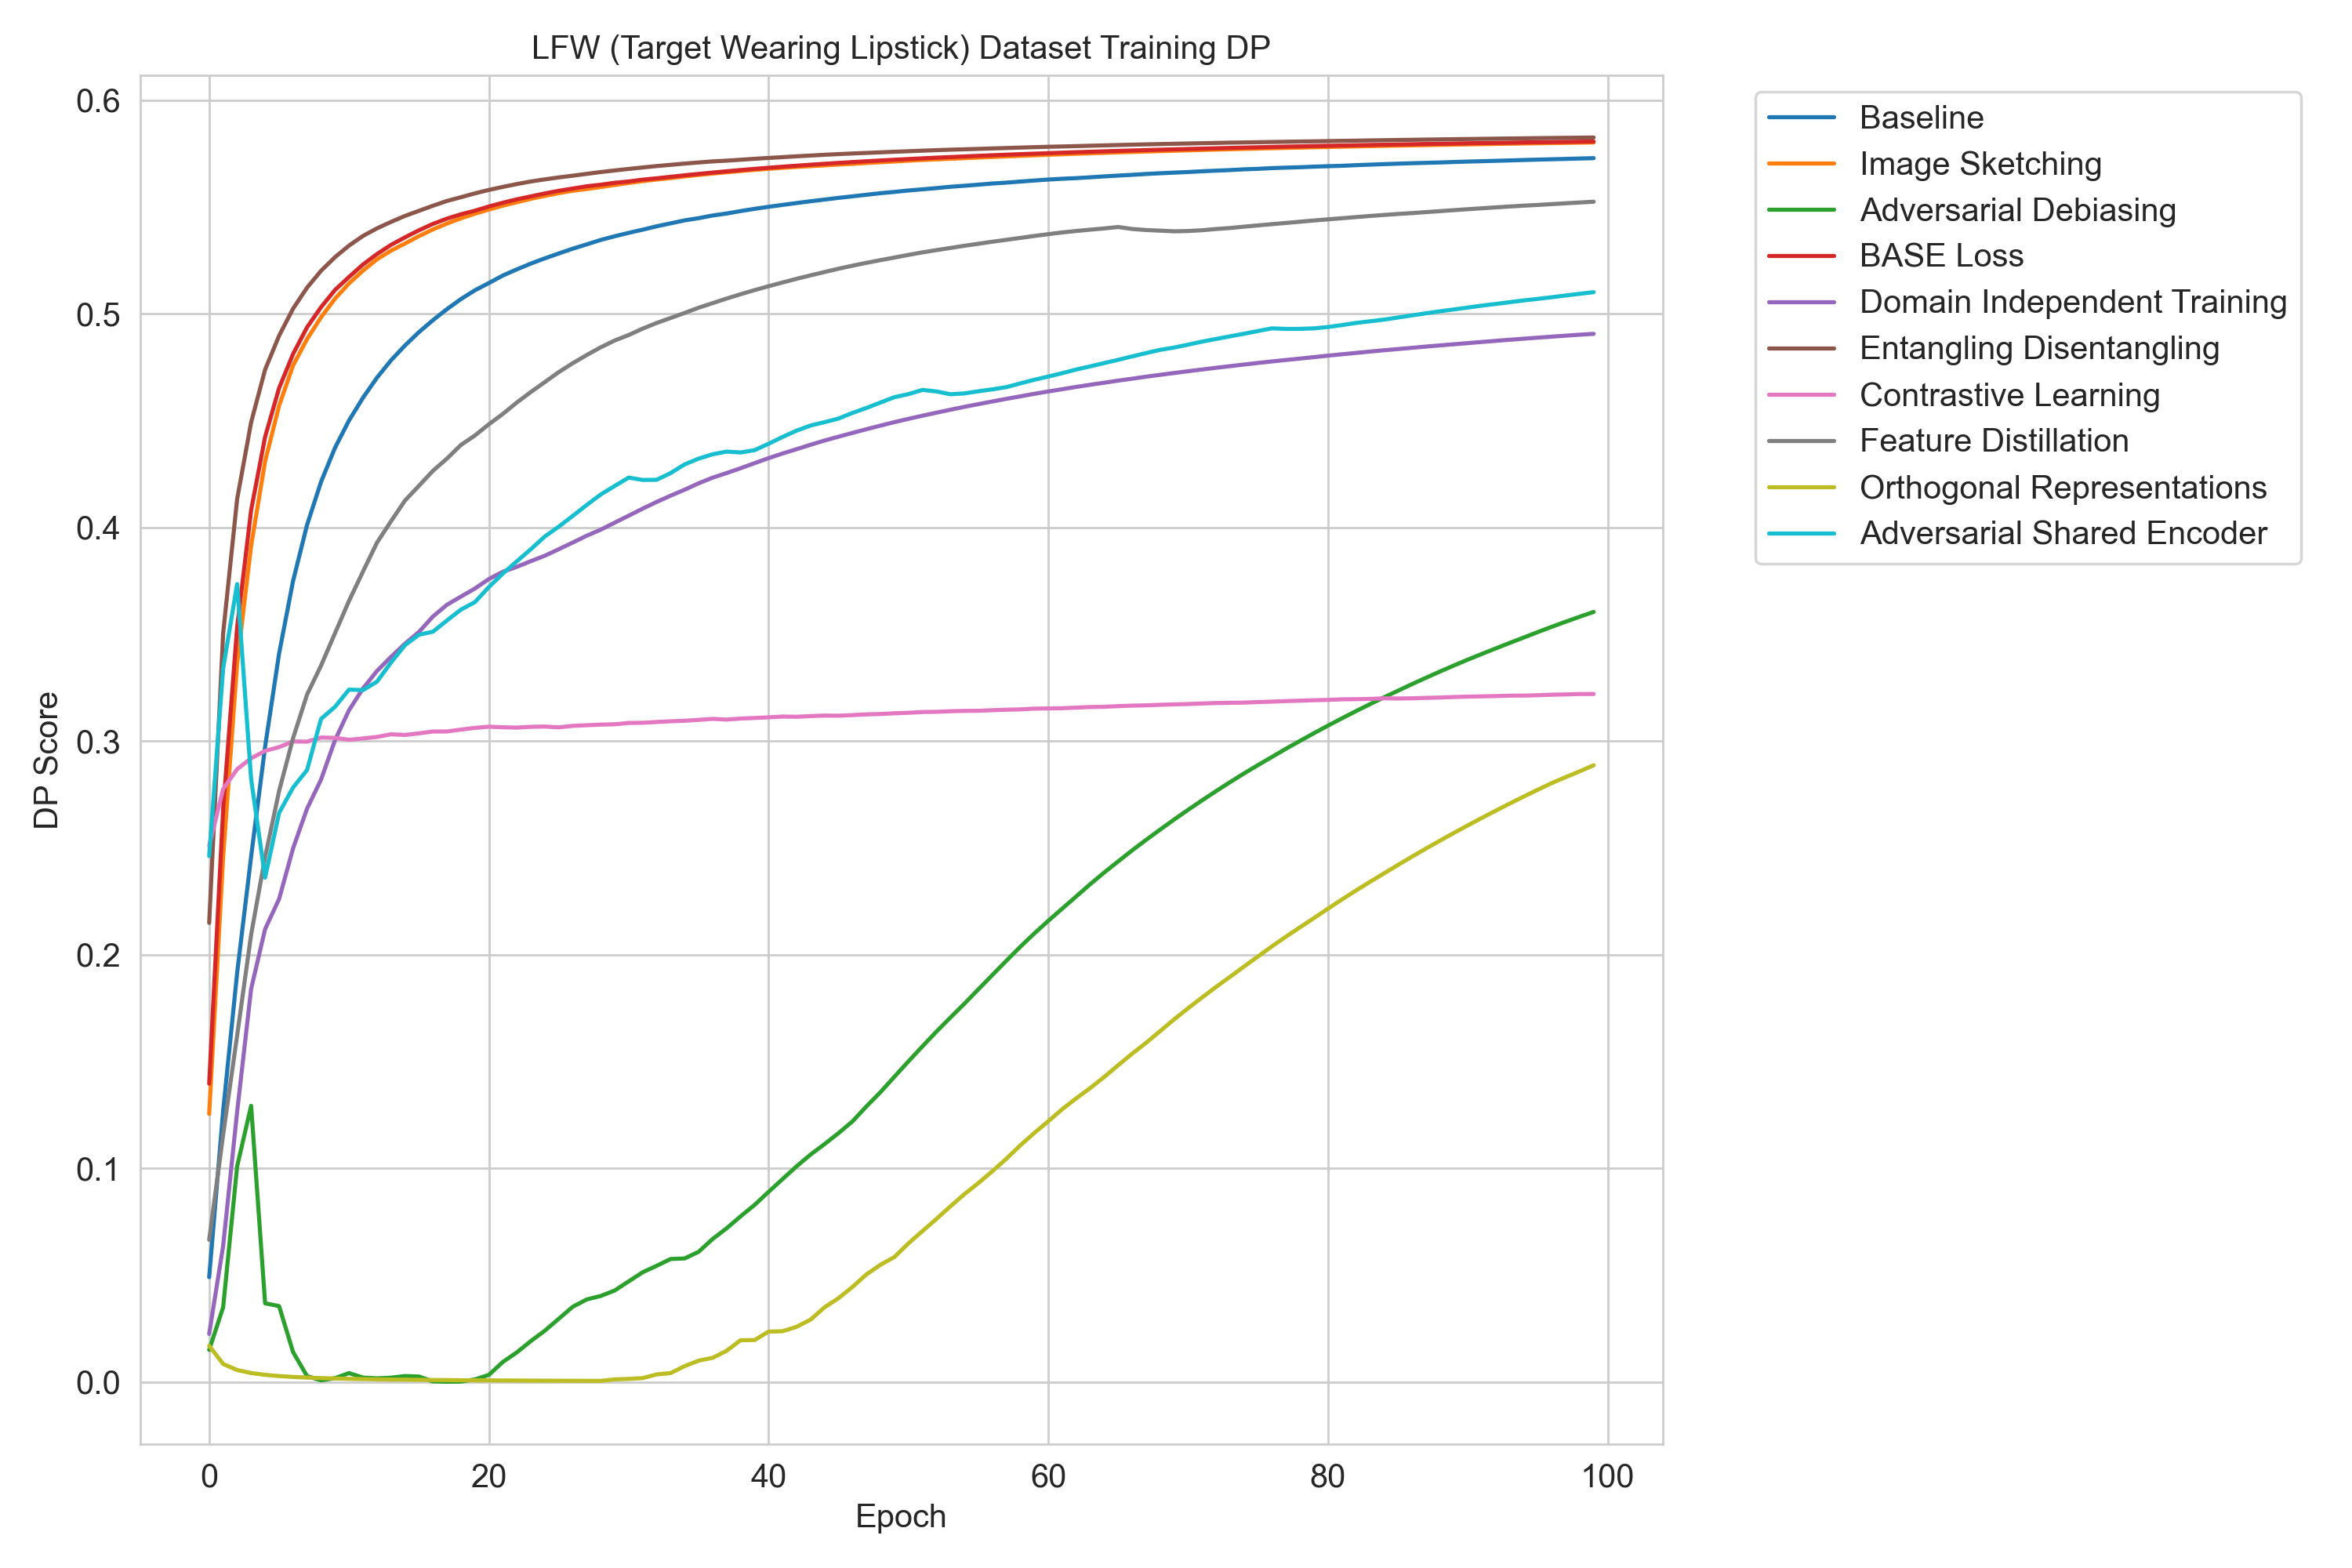 LFW (Target Wearing Lipstick) Dataset Training DP
0.6
0.5
0.4
0.3
0.2
0.1
0.0
DP Score
0
20
40
60
80
100
Epoch
Baseline
Image Sketching
Adversarial Debiasing
BASE Loss
Domain Independent Training
Entangling Disentangling
Contrastive Learning
Feature Distillation
Orthogonal Representations
Adversarial Shared Encoder